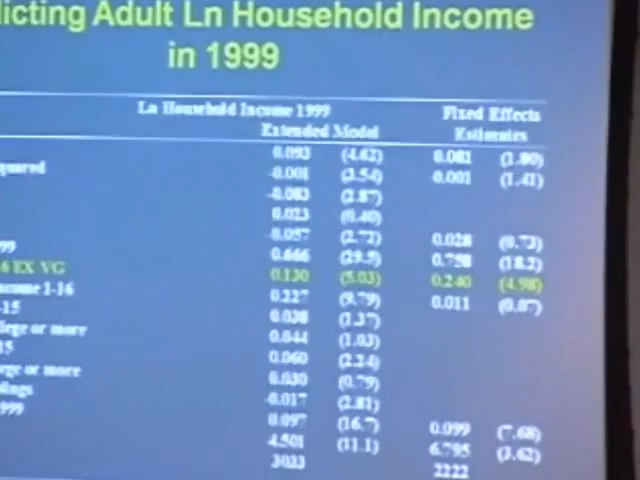 licting Adult Ln Household Income
in 1999
Ln Household Income 1999 Fixed Effects
Extended Model Estimates
0.093 (4.62) 0.081 (1.80)
quared -0.001 (3.54) -0.001 (1.41)
-0.083 (2.87)
0.023 (0.40)
-0.057 (2.72) 0.028 (0.73)
99 0.666 (29.5) 0.758 (18.2)
6 EX VG 0.130 (5.03) 0.240 (4.98)
ncome 1-16 0.227 (9.79) 0.011 (0.07)
-15 0.038 (1.37)
llege or more 0.044 (1.03)
15 0.060 (2.24)
ege or more 0.030 (0.79)
lings -0.017 (2.81)
999 0.097 (16.7) 0.099 (7.68)
4.501 (11.1) 6.795 (3.62)
3033 2222